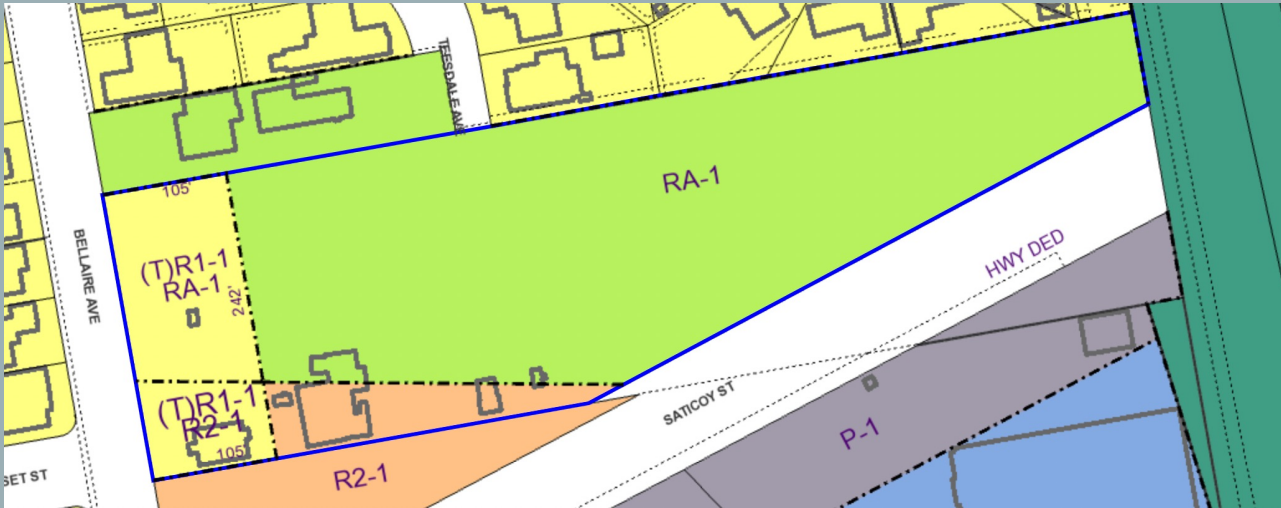 TEESDALE AVE
RA-1
105'
BELLAIRE AVE
(T)R1-1
RA-1
242'
HWY DED
(T)R1-1
R2-1
105'
SATICOY ST
P-1
R2-1
SET ST